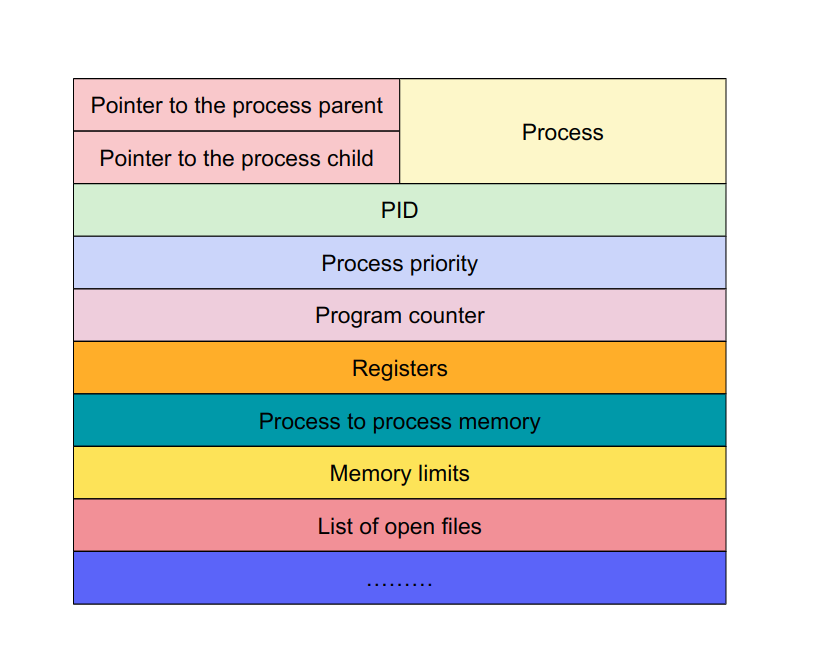 Pointer to the process parent
Process
Pointer to the process child
PID
Process priority
Program counter
Registers
Process to process memory
Memory limits
List of open files
.........